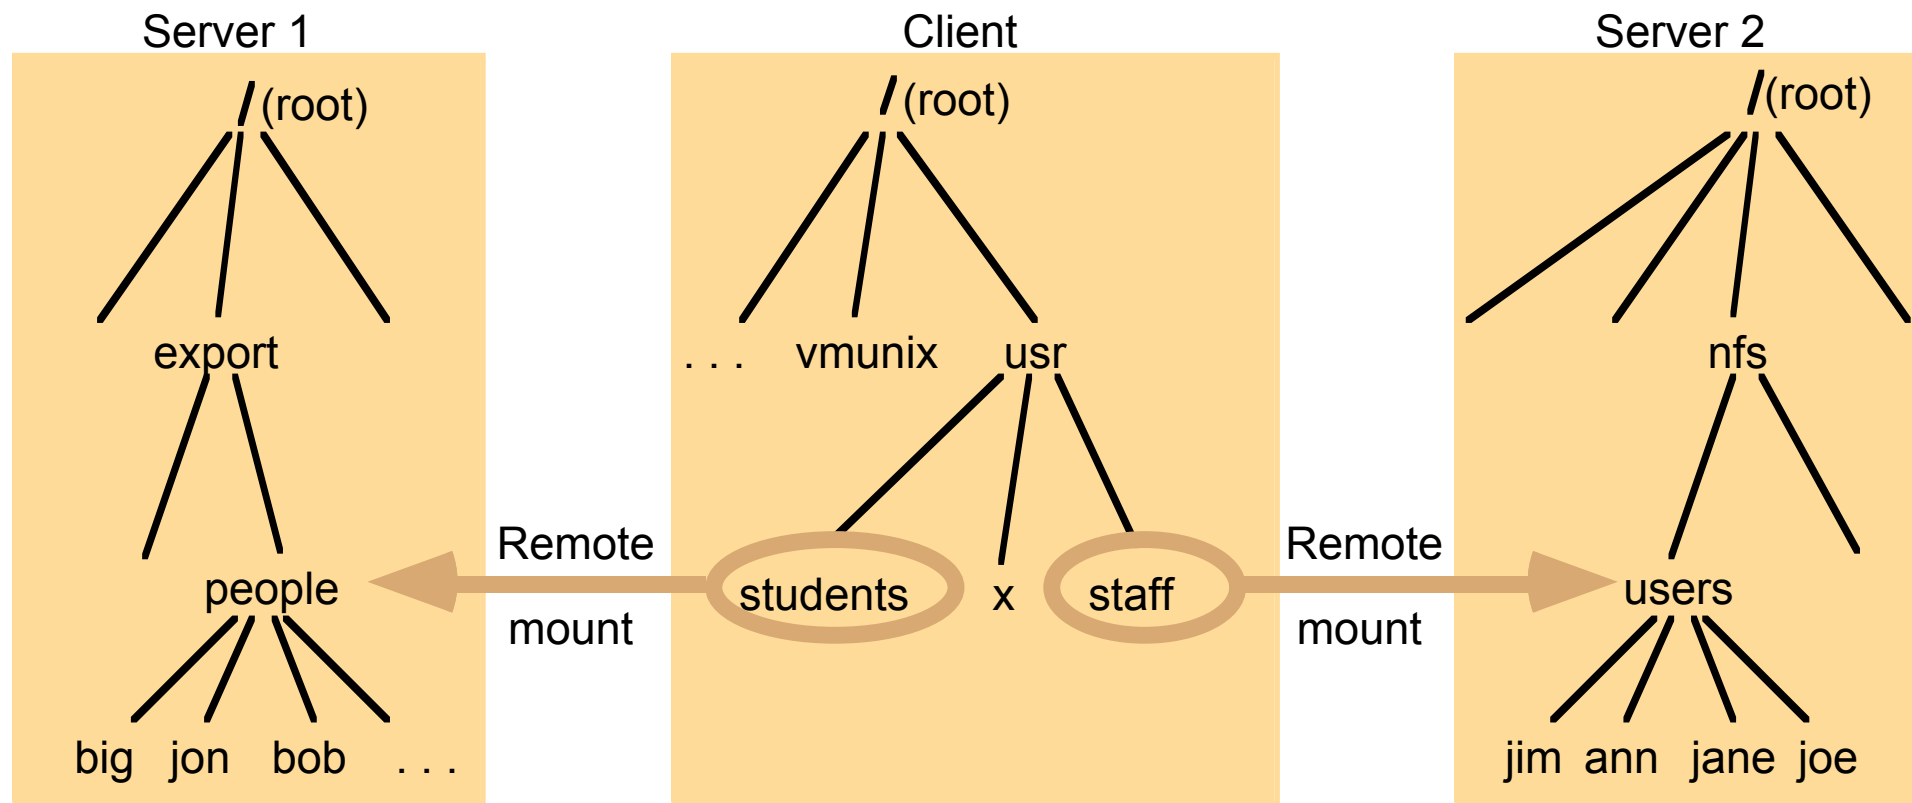 Server 1 Client Server 2
/ (root) / (root) / (root)
export . . . vmunix usr nfs
Remote Remote
people students x staff users
mount mount
big jon bob . . . jim ann jane joe